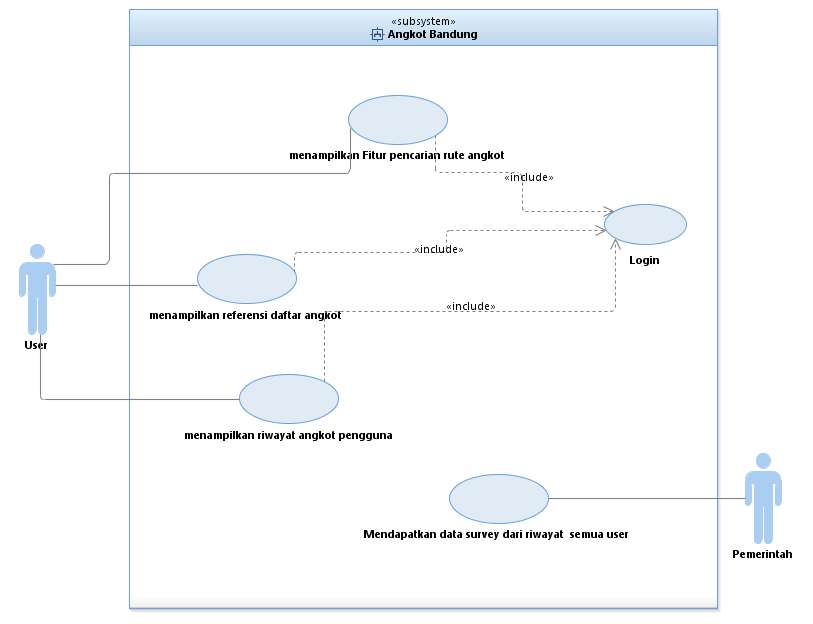 «subsystem»
Angkot Bandung
menampilkan Fitur pencarian rute angkot
«include»
«include»
Login
«include»
menampilkan referensi daftar angkot
User
menampilkan riwayat angkot pengguna
Mendapatkan data survey dari riwayat  semua user
Pemerintah